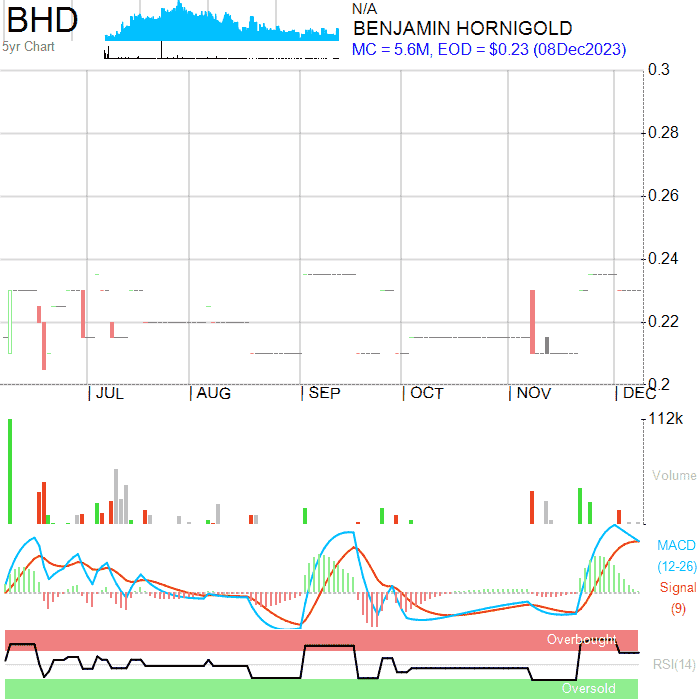 BHD
5yr Chart
N/A
BENJAMIN HORNIGOLD
MC = 5.6M, EOD = $0.23 (08Dec2023)
0.3
0.28
0.26
0.24
0.22
0.2
JUL AUG SEP OCT NOV DEC
112k
Volume
MACD
(12-26)
Signal
(9)
Overbought
RSI(14)
Oversold